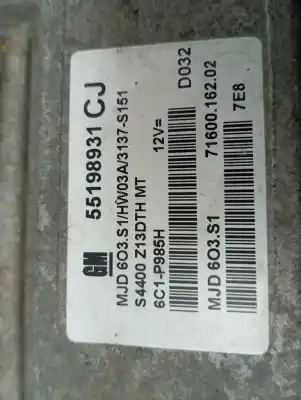 GM 55198931 CJ
MJD 6O3.S1/HW03A/3137-S151
S4400 Z13DTH MT
6C1-P985H 12V= D032
MJD 6O3.S1 71600.162.02
7E8